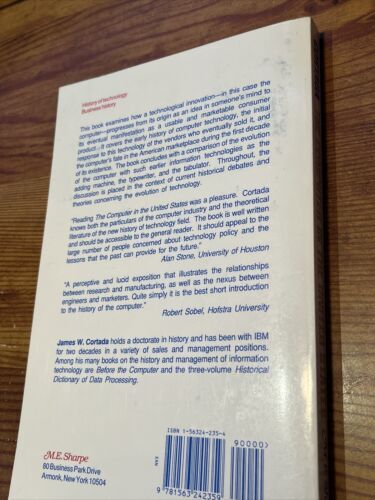 History of technology
Business history
This book examines how a technological innovation—in this case the
computer—progresses from its origin as an idea in someone's mind to
its eventual manifestation as a usable and marketable consumer
product. It covers the early history of computer technology, the initial
response to this technology of the vendors who eventually sold it, and
the computer's fate in the American marketplace during the first decade
of its existence. The book concludes with a comparison of the evolution
of the computer with such earlier information technologies as the
adding machine, the typewriter, and the tabulator. Throughout, the
discussion is placed in the context of current historical debates and
theories concerning the evolution of technology.
"Reading The Computer in the United States was a pleasure. Cortada
knows both the particulars of the computer industry and the theoretical
literature of the new history of technology field. The book is well written
and should be accessible to the general reader. It should appeal to the
large number of people concerned about technology policy and the
lessons that the past can provide for the future."
Alan Stone, University of Houston
"A perceptive and lucid exposition that illustrates the relationships
between research and manufacturing, as well as the nexus between
engineers and marketers. Quite simply it is the best short introduction
to the history of the computer."
Robert Sobel, Hofstra University
James W. Cortada holds a doctorate in history and has been with IBM
for two decades in a variety of sales and management positions.
Among his many books on the history and management of information
technology are Before the Computer and the three-volume Historical
Dictionary of Data Processing.
M.E. Sharpe
80 Business Park Drive
Armonk, New York 10504
ISBN 1-56324-235-4
90000>
EAN
9 781563 242359